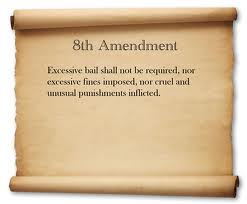 8th Amendment
Excessive bail shall not be required, nor
excessive fines imposed, nor cruel and
unusual punishments inflicted.